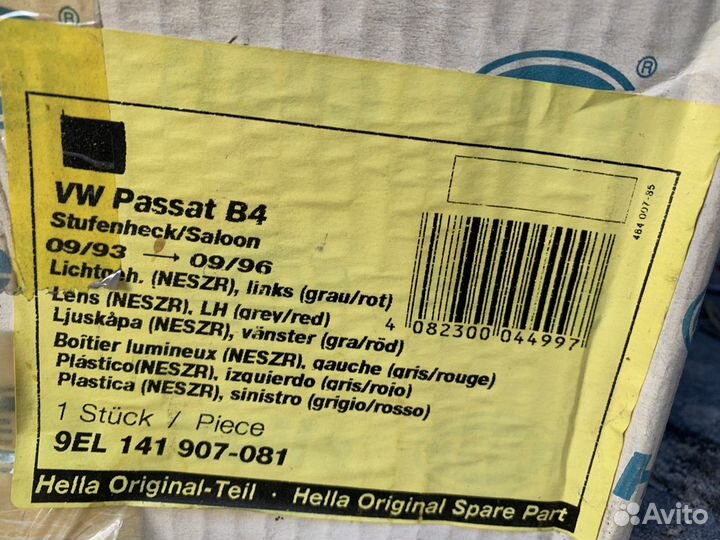 ®
®
VW Passat B4
Stufenheck/Saloon
09/93 → 09/96
Lichtgeh. (NESZR), links (grau/rot)
Lens (NESZR), LH (grey/red)
Ljuskåpa (NESZR), vänster (gra/röd)
Boîtier lumineux (NESZR), gauche (gris/rouge)
Plástico(NESZR), izquierdo (gris/rojo)
Plastica (NESZR), sinistro (grigio/rosso)
1 Stück / Piece
9EL 141 907-081
4 082300 044997
484 007-85
Hella Original-Teil · Hella Original Spare Part
Avito